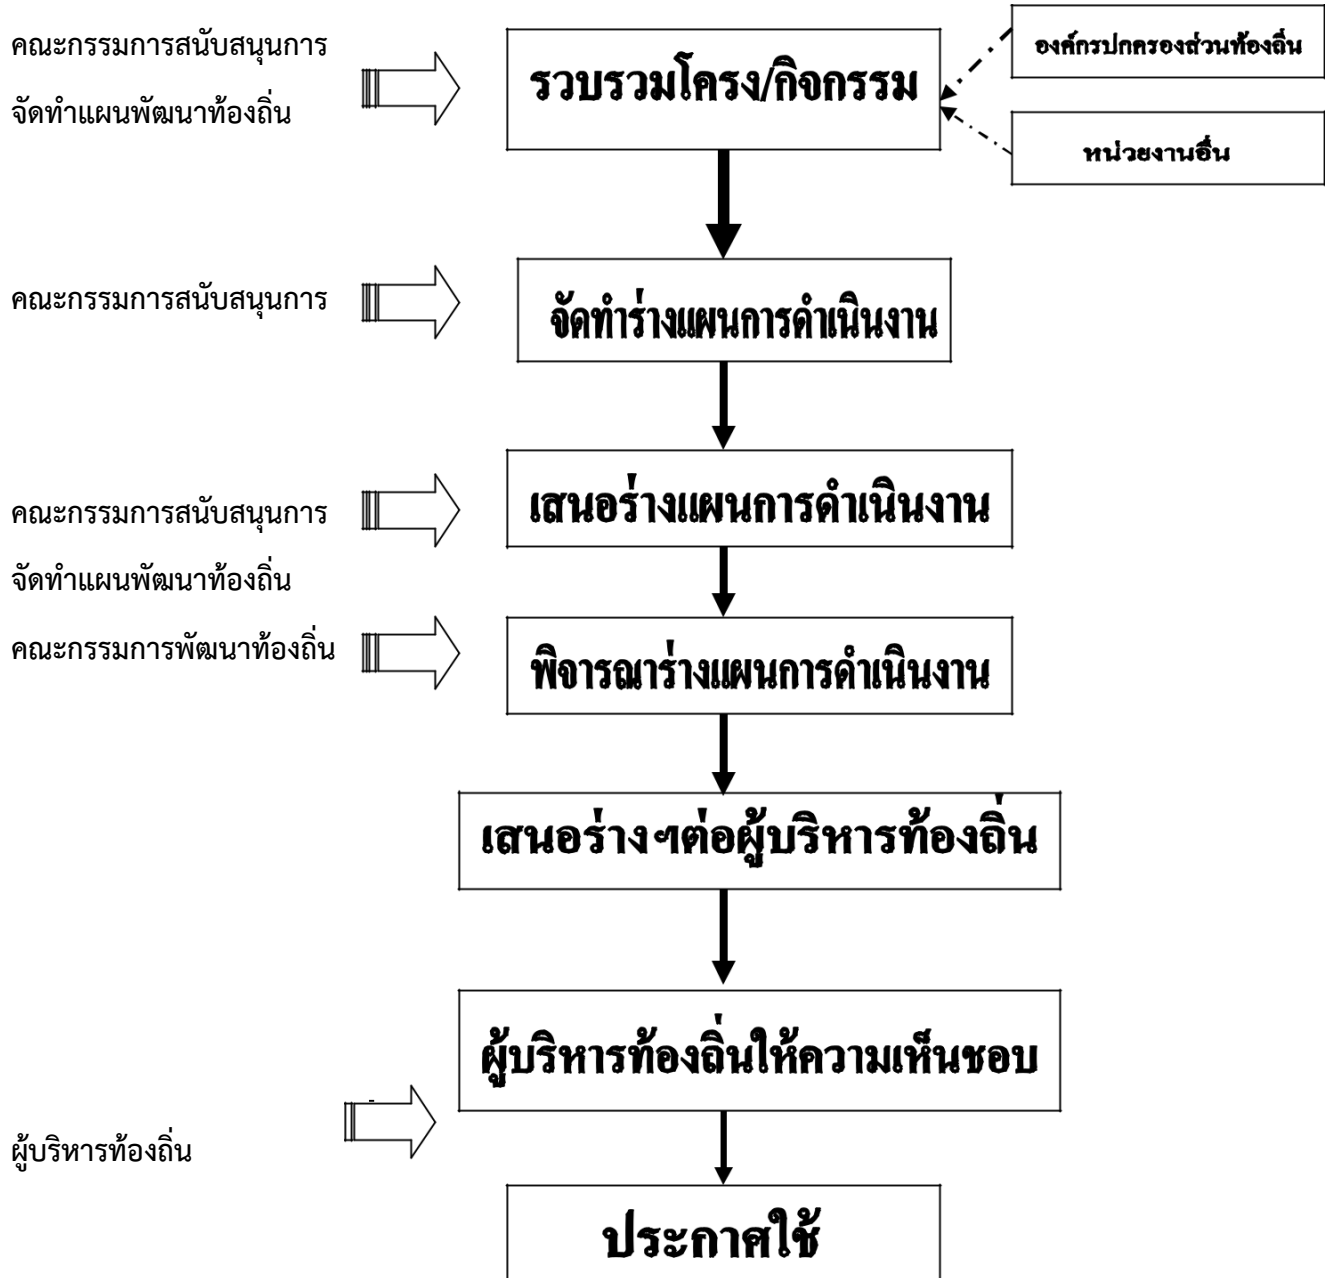 คณะกรรมการสนับสนุนการ
จัดทำแผนพัฒนาท้องถิ่น
รวบรวมโครง/กิจกรรม
องค์กรปกครองส่วนท้องถิ่น
หน่วยงานอื่น
คณะกรรมการสนับสนุนการ
จัดทำร่างแผนการดำเนินงาน
คณะกรรมการสนับสนุนการ
จัดทำแผนพัฒนาท้องถิ่น
เสนอร่างแผนการดำเนินงาน
คณะกรรมการพัฒนาท้องถิ่น
พิจารณาร่างแผนการดำเนินงาน
เสนอร่างฯต่อผู้บริหารท้องถิ่น
ผู้บริหารท้องถิ่นให้ความเห็นชอบ
ผู้บริหารท้องถิ่น
ประกาศใช้